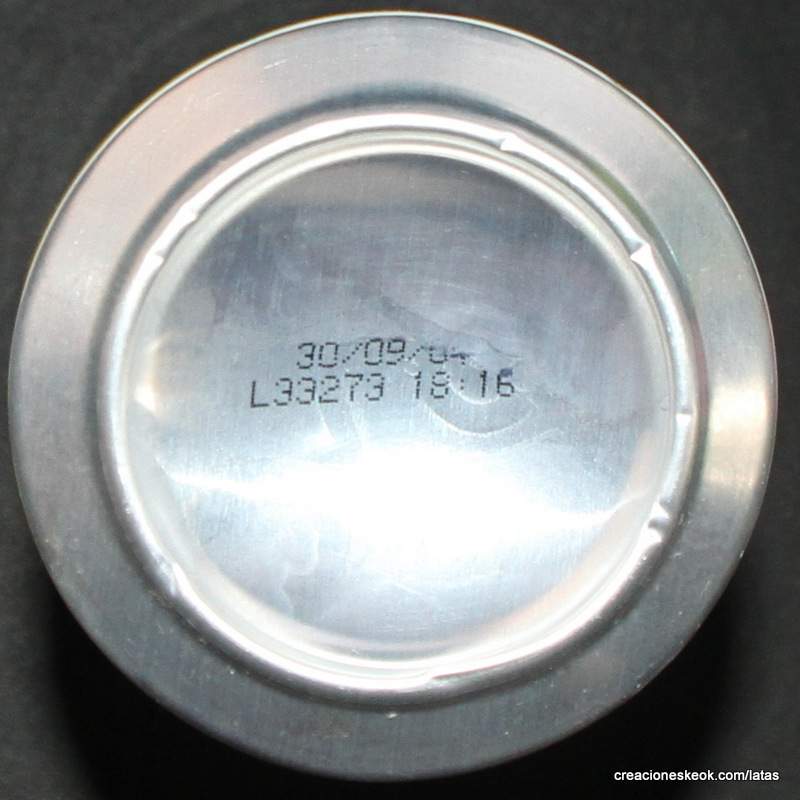 30/09/04
L33273 18:16
creacioneskeok.com/latas